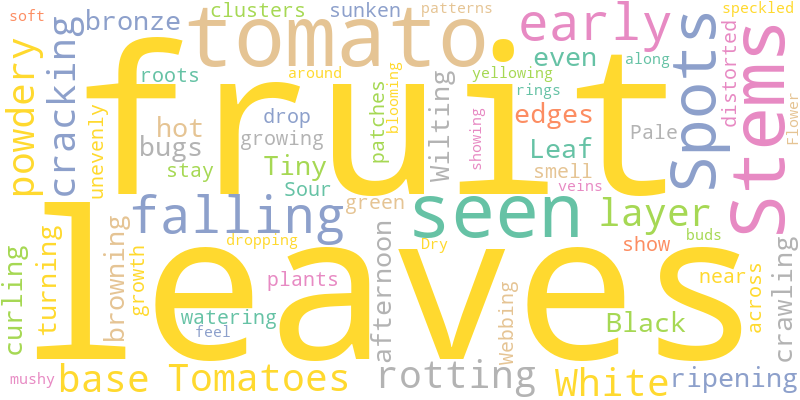 soft
bronze
clusters
sunken
patterns
speckled
tomato
early
powdery
cracking
fruit
roots
around
even
along
Spots
distorted
Stems
Flower
yellowing
blooming
rings
unevenly
hot
drop
patches
Wilting
edges
bugs
growing
showing
Leaf
Pale
stay
Tiny
smell
Sour
veins
falling
green
seen
layer
leaves
curling
turning
browning
growth
dropping
afternoon
Dry
show
buds
crawling
plants
near
across
watering
feel
Webbing
Black
mushy
base
Tomatoes
rotting
White
ripening